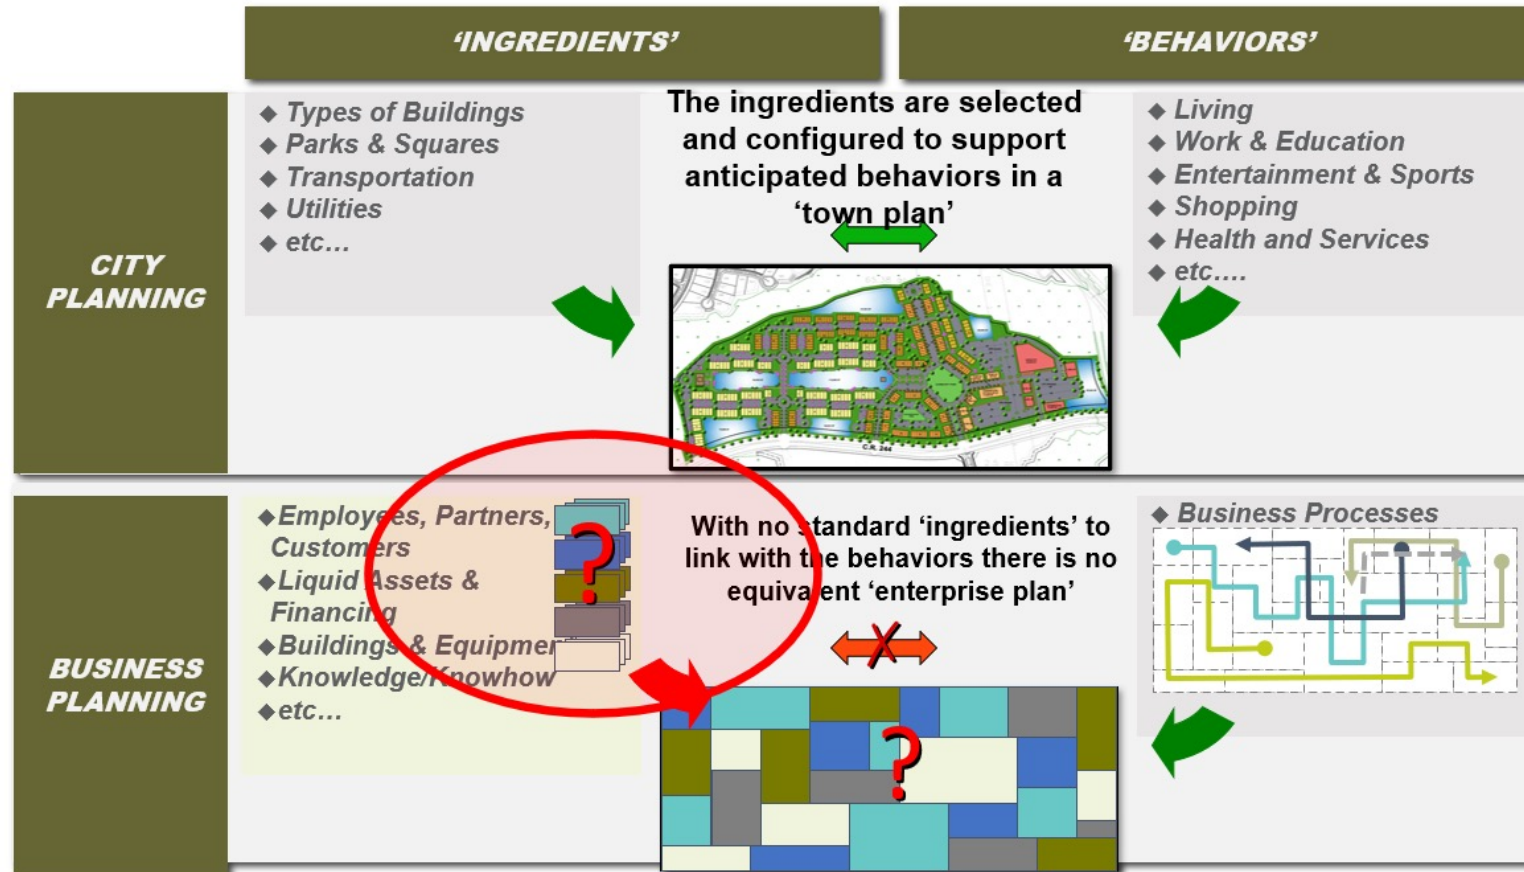 ‘INGREDIENTS’
‘BEHAVIORS’
CITY
PLANNING
◆ Types of Buildings
◆ Parks & Squares
◆ Transportation
◆ Utilities
◆ etc…
The ingredients are selected
and configured to support
anticipated behaviors in a
‘town plan’
◆ Living
◆ Work & Education
◆ Entertainment & Sports
◆ Shopping
◆ Health and Services
◆ etc….
C.R. 244
BUSINESS
PLANNING
◆Employees, Partners,
Customers
◆Liquid Assets &
Financing
◆Buildings & Equipmen
◆Knowledge/Knowhow
◆etc…
?
With no standard ‘ingredients’ to
link with the behaviors there is no
equivalent ‘enterprise plan’
X
?
◆ Business Processes